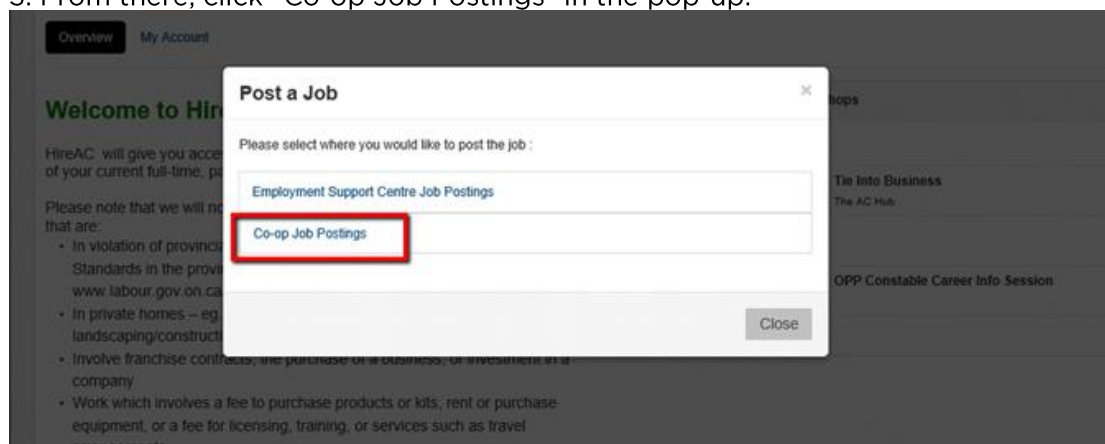 3. From there, click "Co-op Job Postings" in the pop-up.
Overview My Account
Post a Job ×
Welcome to Hir
hops
Please select where you would like to post the job :
HireAC will give you acce
of your current full-time, pa
Employment Support Centre Job Postings
Tie Into Business
The AC Hub
Please note that we will no
that are:
Co-op Job Postings
• In violation of provincia
Standards in the provi
www.labour.gov.on.ca
OPP Constable Career Info Session
• In private homes – eg.
landscaping/constructi
Close
• Involve franchise contracts, the purchase of a business, or investment in a
company
• Work which involves a fee to purchase products or kits, rent or purchase
equipment, or a fee for licensing, training, or services such as travel